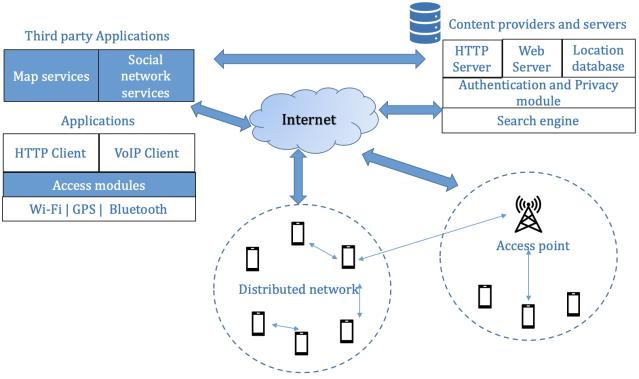 Third party Applications
Map services
Social
network
services
Applications
HTTP Client
VoIP Client
Access modules
Wi-Fi | GPS | Bluetooth
Internet
Content providers and servers
HTTP
Server
Web
Server
Location
database
Authentication and Privacy
module
Search engine
Distributed network
Access point